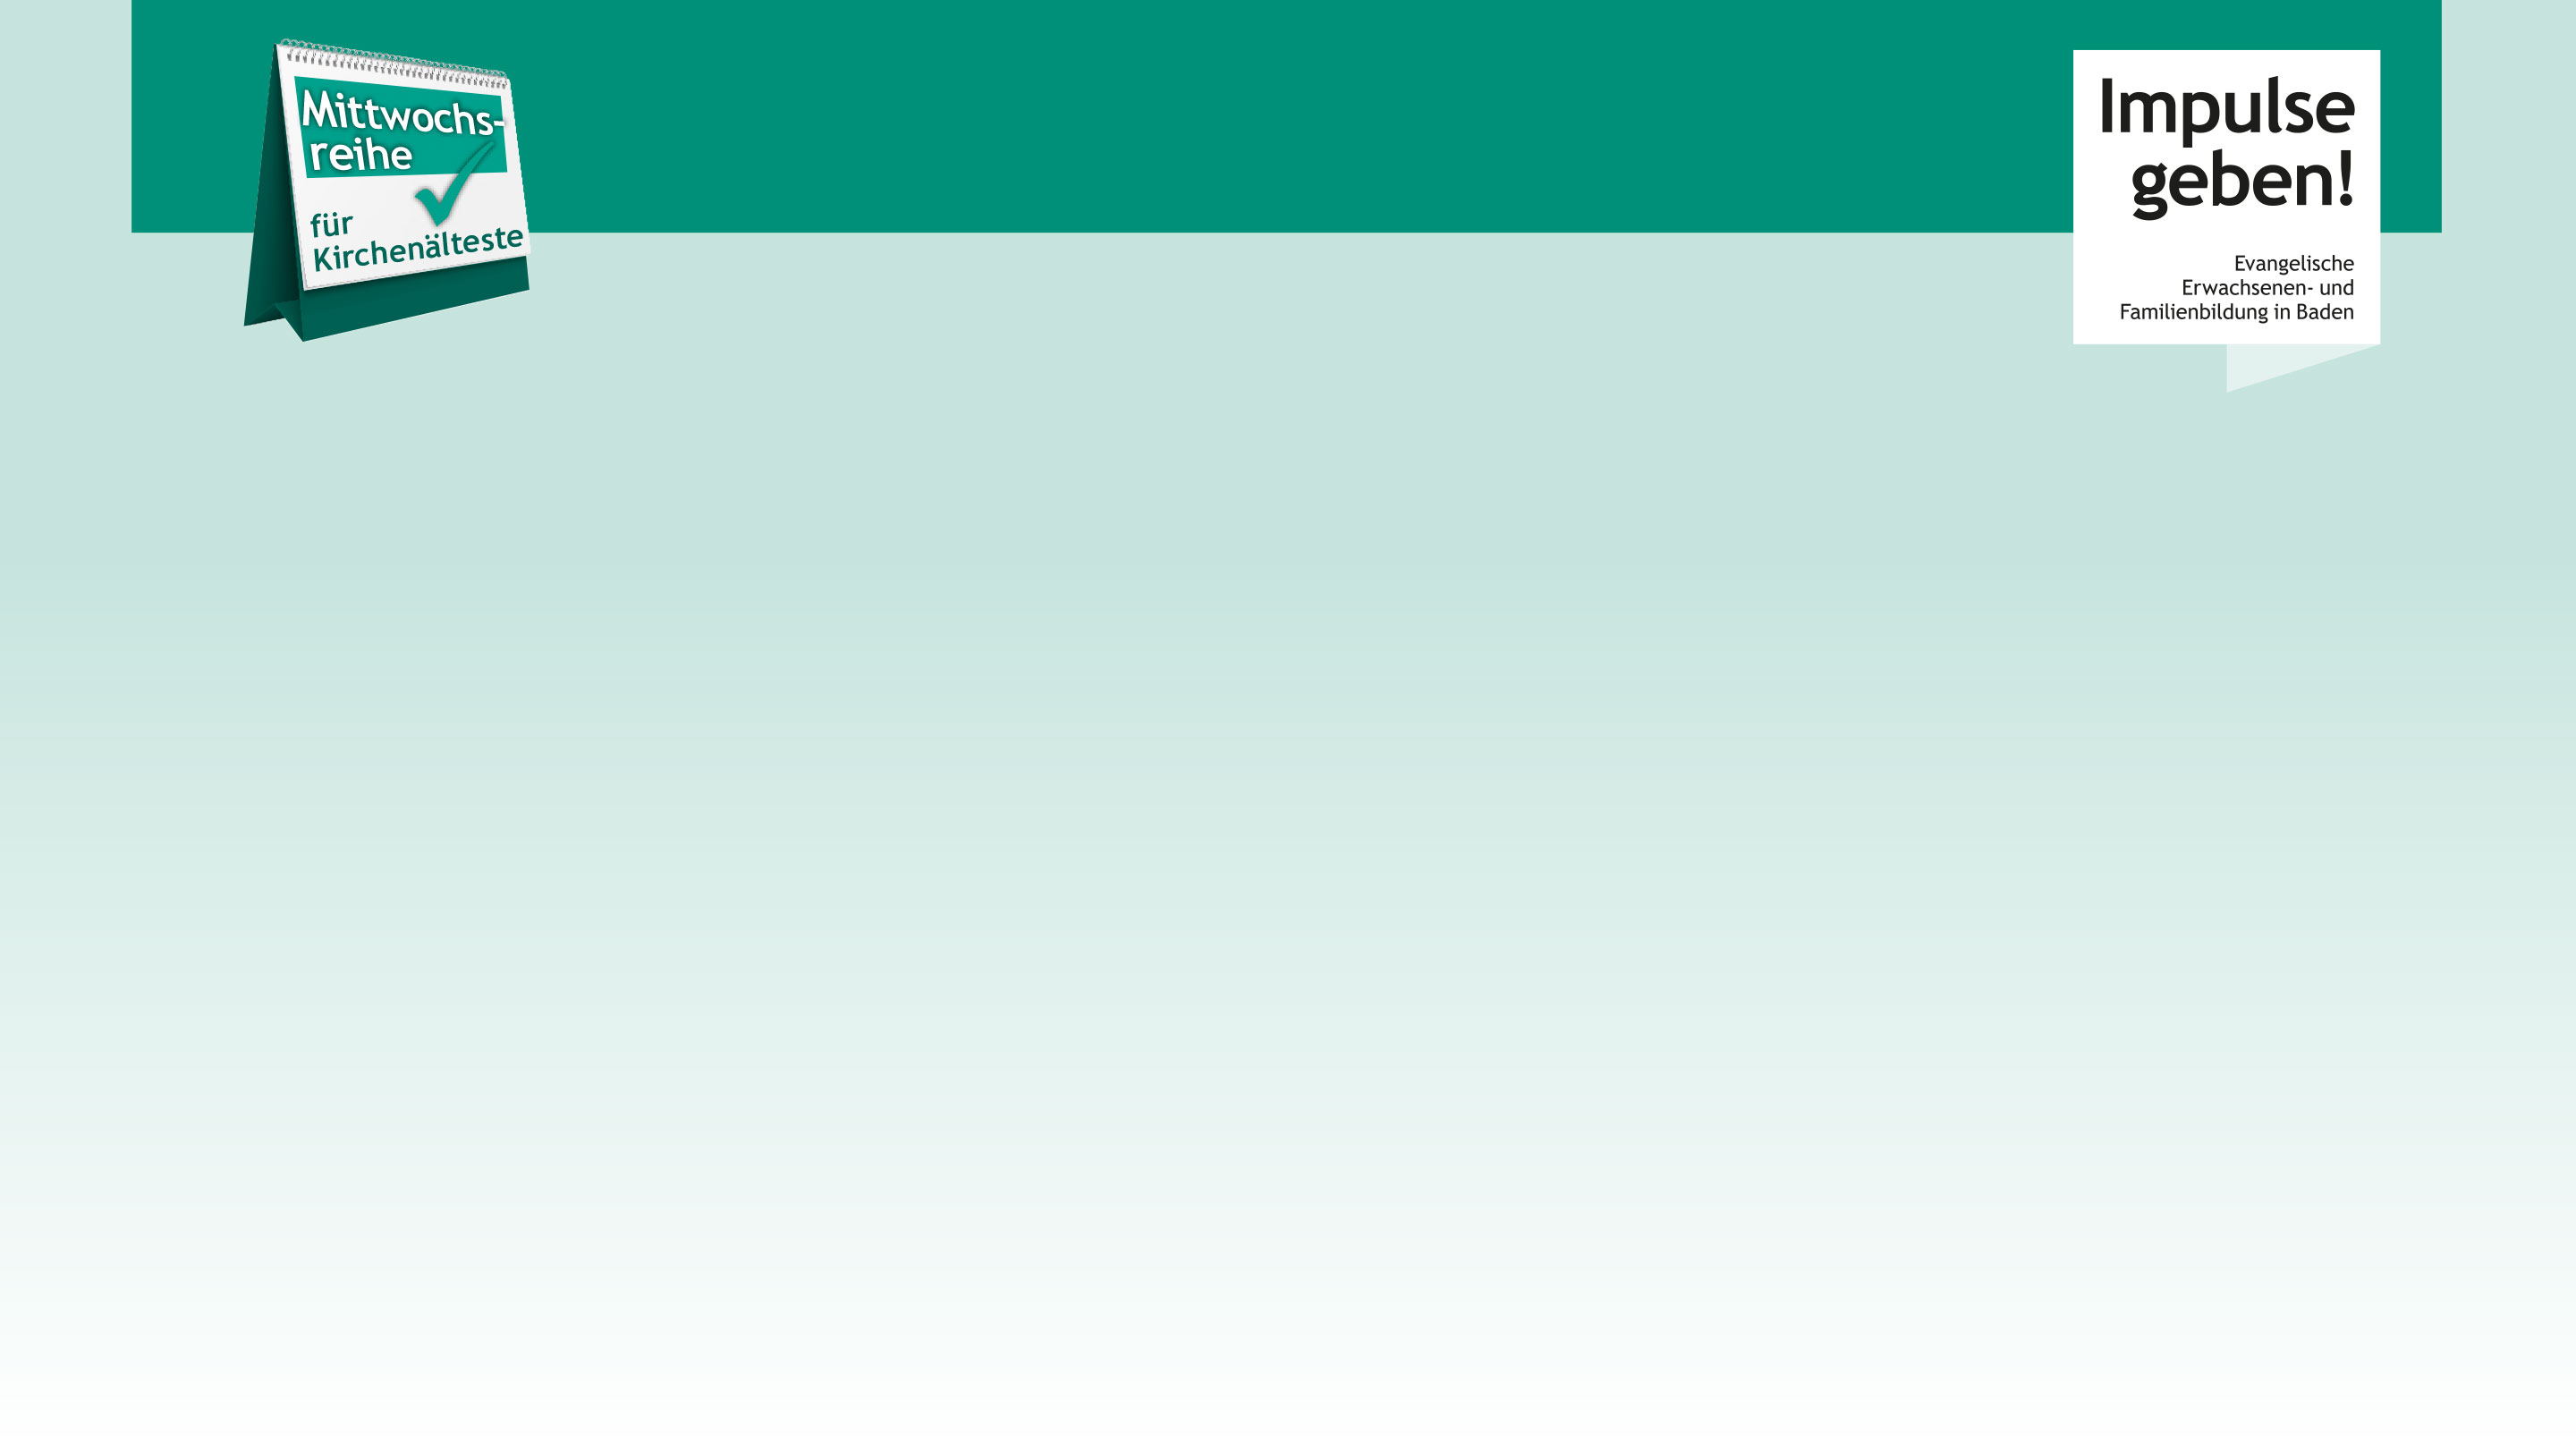 Mittwochs-
reihe
für
Kirchenälteste
Impulse
geben!
Evangelische
Erwachsenen- und
Familienbildung in Baden